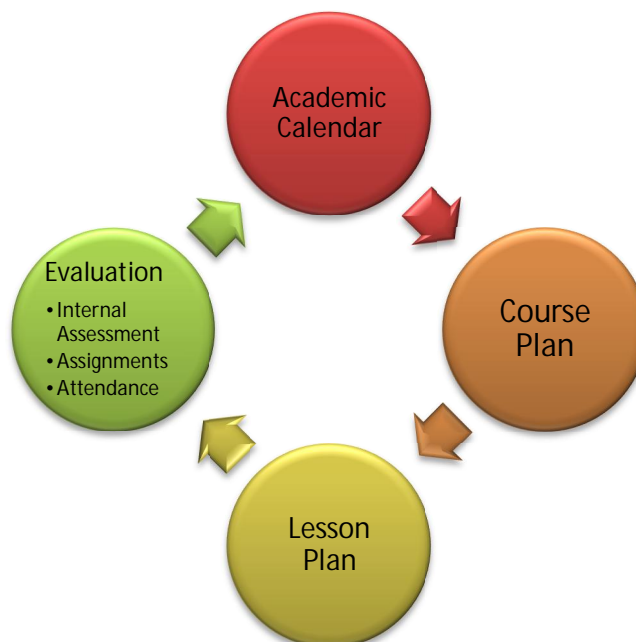 Academic
Calendar
Course
Plan
Lesson
Plan
Evaluation
• Internal
Assessment
• Assignments
• Attendance